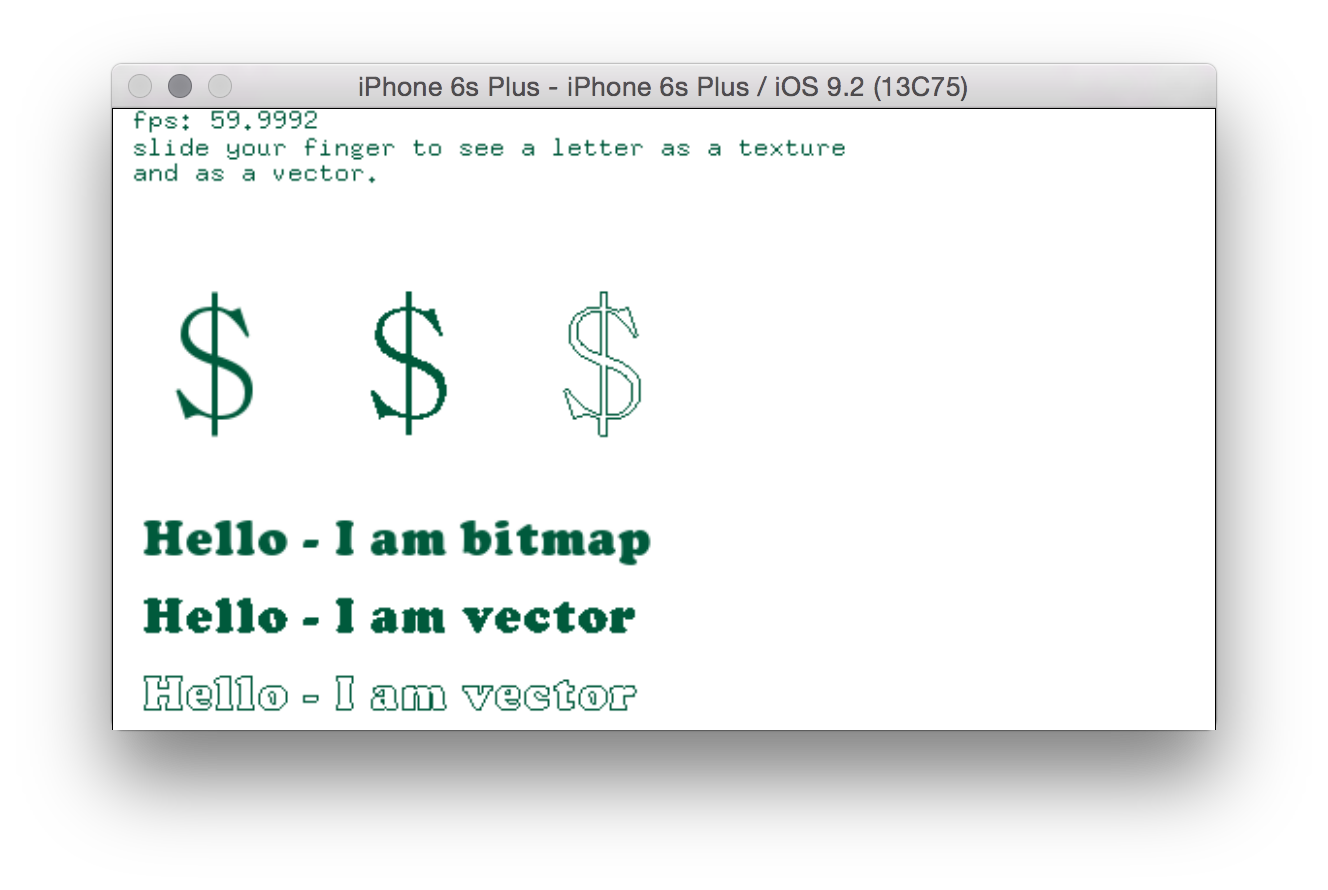 iPhone 6s Plus - iPhone 6s Plus / iOS 9.2 (13C75)
fps: 59.9992
slide your finger to see a letter as a texture
and as a vector.
$ $ $
Hello - I am bitmap
Hello - I am vector
Hello - I am vector